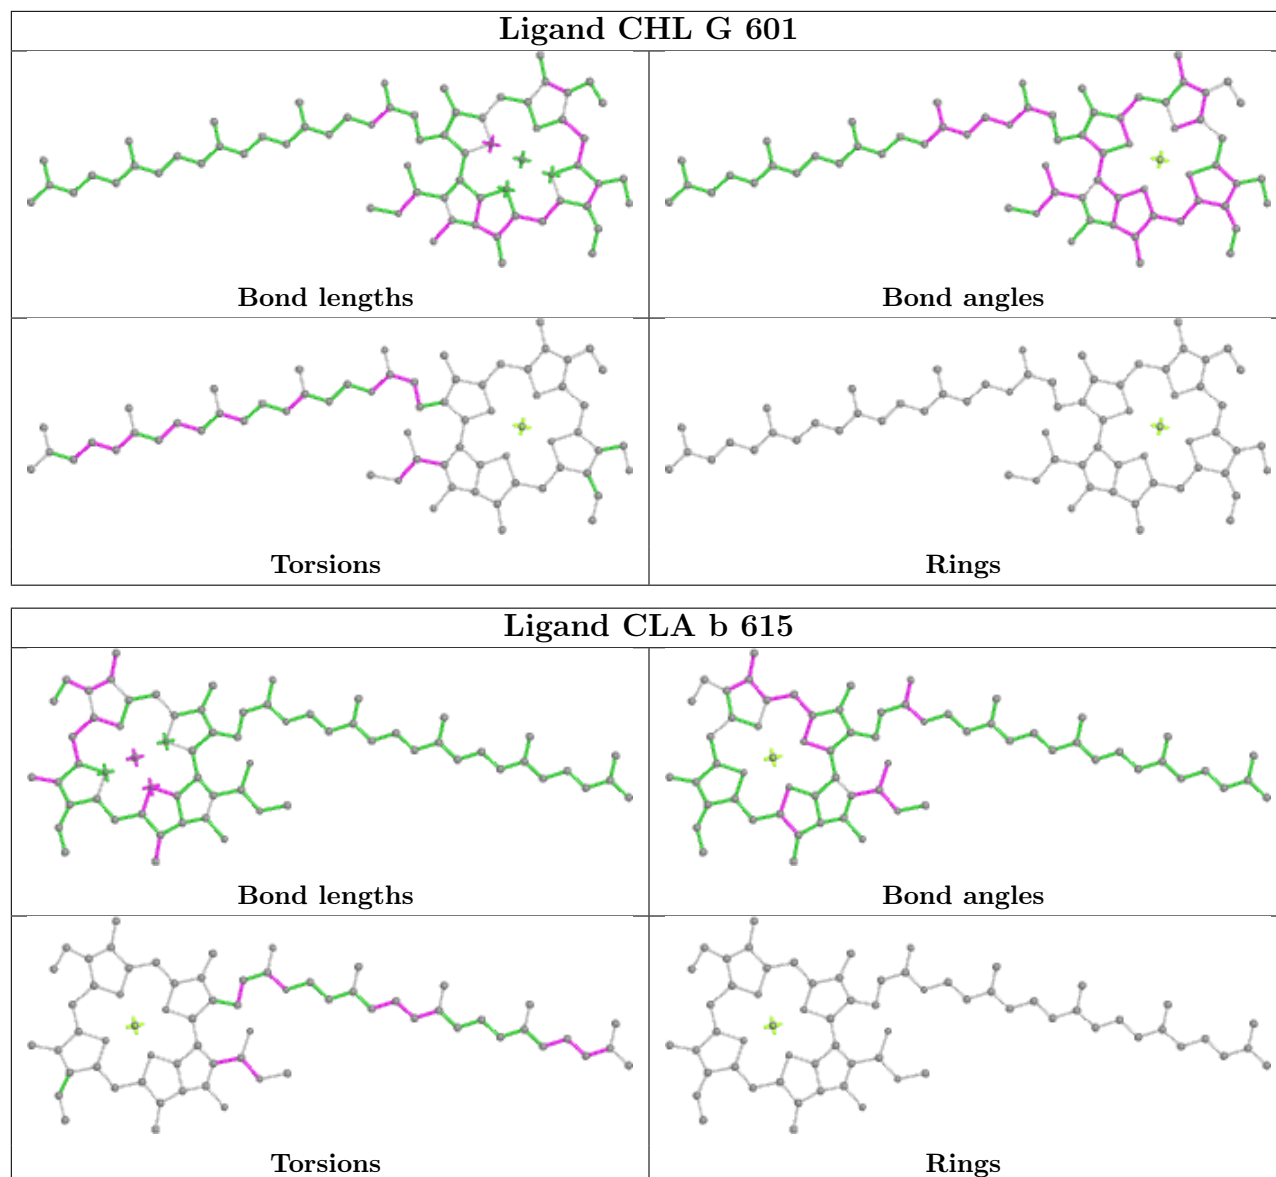 Ligand CHL G 601
Bond lengths
Bond angles
Torsions
Rings
Ligand CLA b 615
Bond lengths
Bond angles
Torsions
Rings